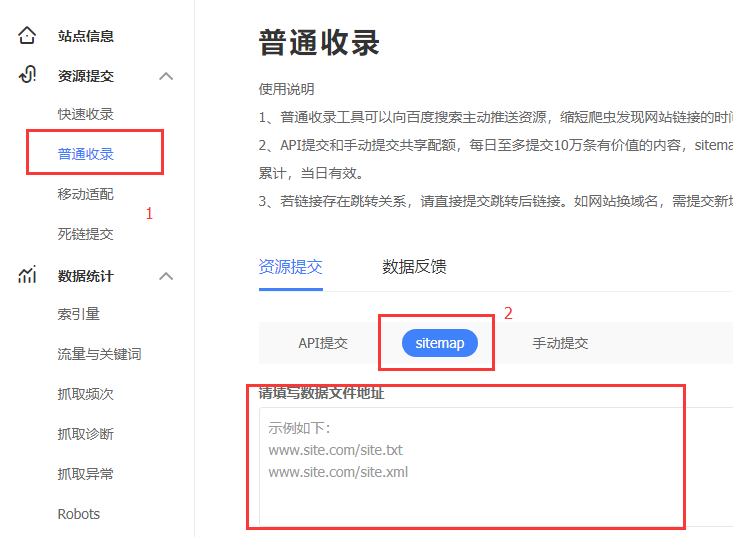 站点信息
资源提交
快速收录
普通收录
移动适配
1
死链提交
数据统计
索引量
流量与关键词
抓取频次
抓取诊断
抓取异常
Robots
普通收录
使用说明
1、普通收录工具可以向百度搜索主动推送资源，缩短爬虫发现网站链接的时
2、API提交和手动提交共享配额，每日至多提交10万条有价值的内容，sitema
累计，当日有效。
3、若链接存在跳转关系，请直接提交跳转后链接。如网站换域名，需提交新
资源提交 数据反馈
2
API提交 sitemap 手动提交
请填写数据文件地址
示例如下：
www.site.com/site.txt
www.site.com/site.xml